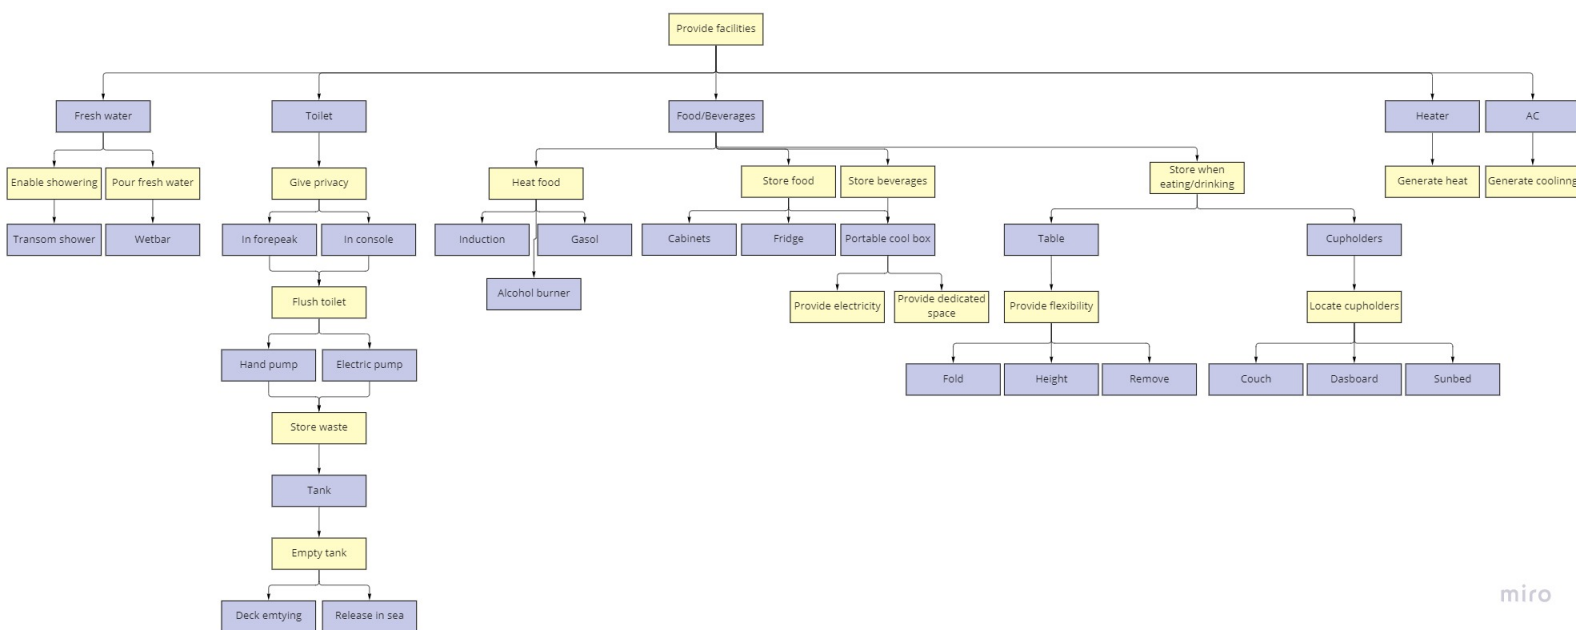 Provide facilities
Fresh water
Toilet
Food/Beverages
Heater
AC
Enable showering
Pour fresh water
Give privacy
Heat food
Store food
Store beverages
Store when
eating/drinking
Generate heat
Generate coolinng
Transom shower
Wetbar
In forepeak
In console
Induction
Gasol
Cabinets
Fridge
Portable cool box
Table
Cupholders
Alcohol burner
Flush toilet
Provide electricity
Provide dedicated
space
Provide flexibility
Locate cupholders
Hand pump
Electric pump
Fold
Height
Remove
Couch
Dasboard
Sunbed
Store waste
Tank
Empty tank
Deck emtying
Release in sea
miro